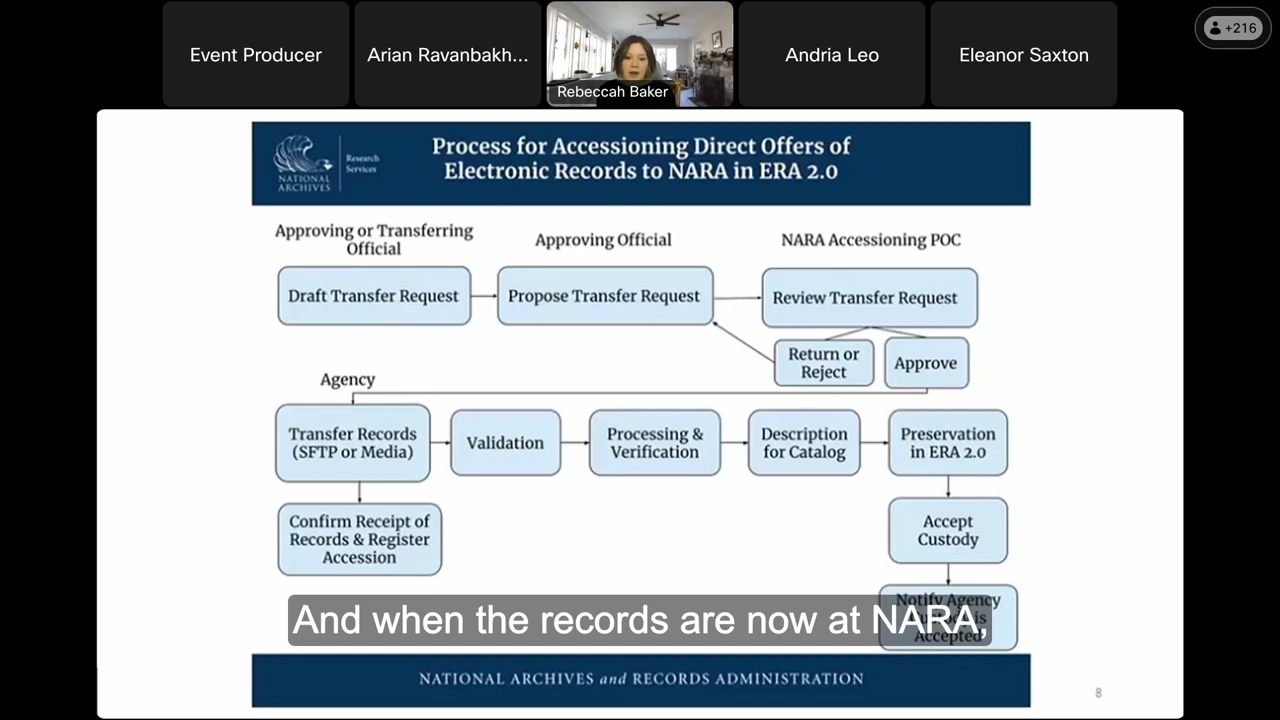 Event Producer
Arian Ravanbakh...
Rebeccah Baker
Andria Leo
Eleanor Saxton
+216
NATIONAL
ARCHIVES
Research
Services
Process for Accessioning Direct Offers of
Electronic Records to NARA in ERA 2.0
Approving or Transferring
Official
Approving Official
NARA Accessioning POC
Draft Transfer Request
Propose Transfer Request
Review Transfer Request
Return or
Reject
Approve
Agency
Transfer Records
(SFTP or Media)
Validation
Processing &
Verification
Description
for Catalog
Preservation
in ERA 2.0
Confirm Receipt of
Records & Register
Accession
Accept
Custody
Notify Agency
Accepted
And when the records are now at NARA,
NATIONAL ARCHIVES and RECORDS ADMINISTRATION
8